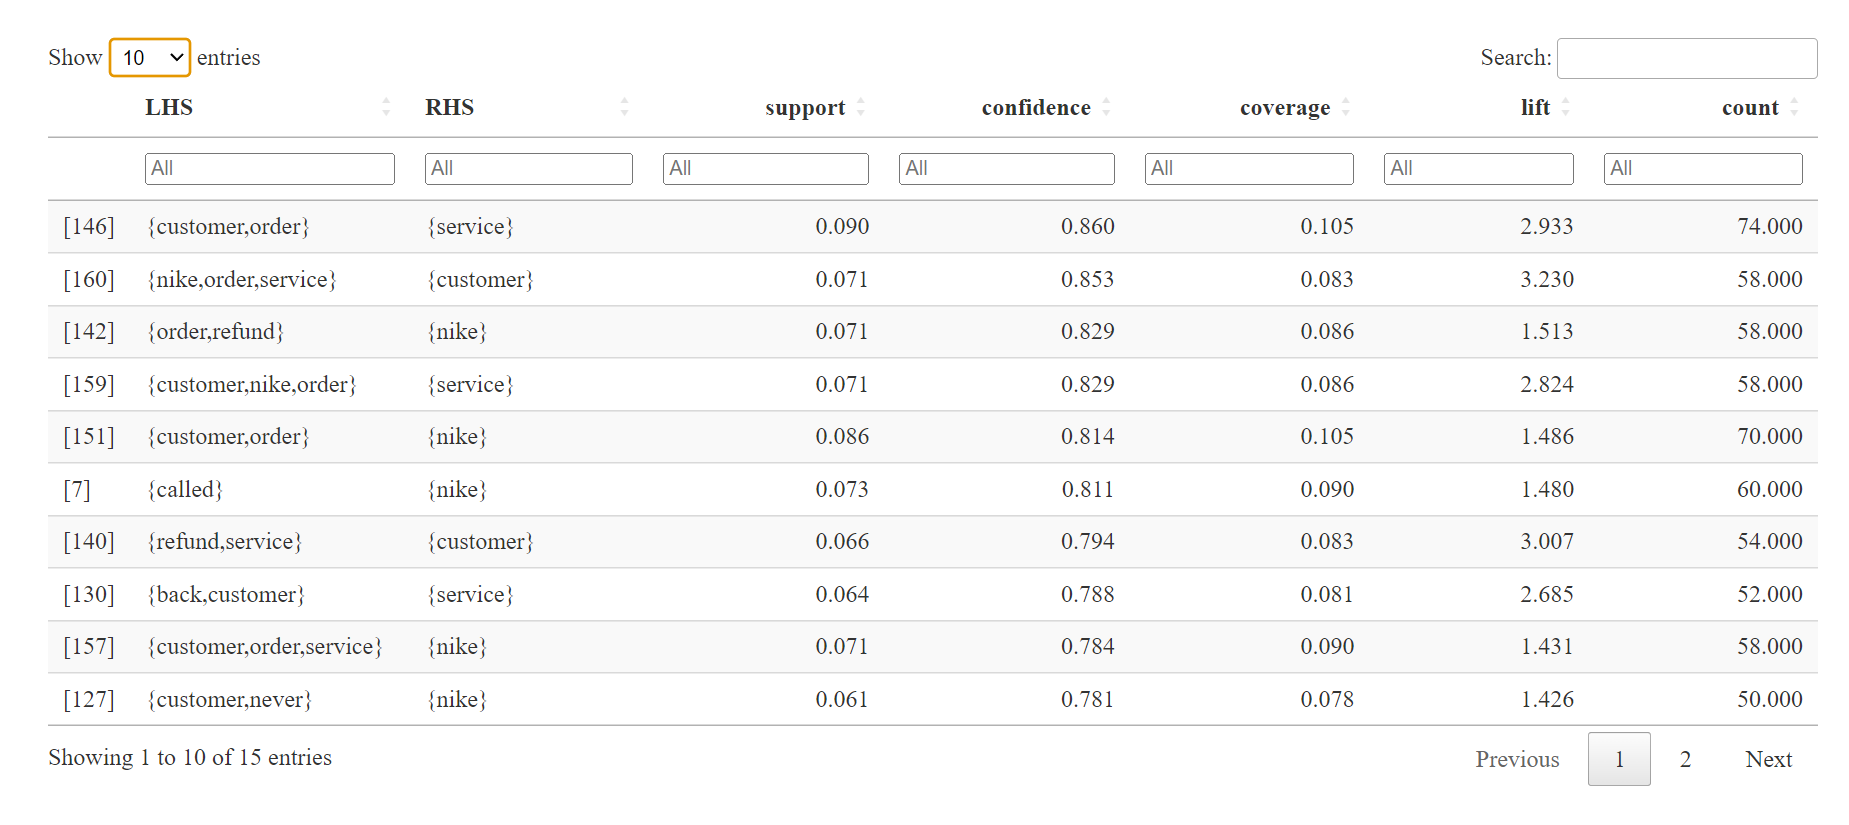 Show 10 entries Search:
LHS RHS support confidence coverage lift count
All All All All All All All
[146] {customer,order} {service} 0.090 0.860 0.105 2.933 74.000
[160] {nike,order,service} {customer} 0.071 0.853 0.083 3.230 58.000
[142] {order,refund} {nike} 0.071 0.829 0.086 1.513 58.000
[159] {customer,nike,order} {service} 0.071 0.829 0.086 2.824 58.000
[151] {customer,order} {nike} 0.086 0.814 0.105 1.486 70.000
[7] {called} {nike} 0.073 0.811 0.090 1.480 60.000
[140] {refund,service} {customer} 0.066 0.794 0.083 3.007 54.000
[130] {back,customer} {service} 0.064 0.788 0.081 2.685 52.000
[157] {customer,order,service} {nike} 0.071 0.784 0.090 1.431 58.000
[127] {customer,never} {nike} 0.061 0.781 0.078 1.426 50.000
Showing 1 to 10 of 15 entries Previous 1 2 Next